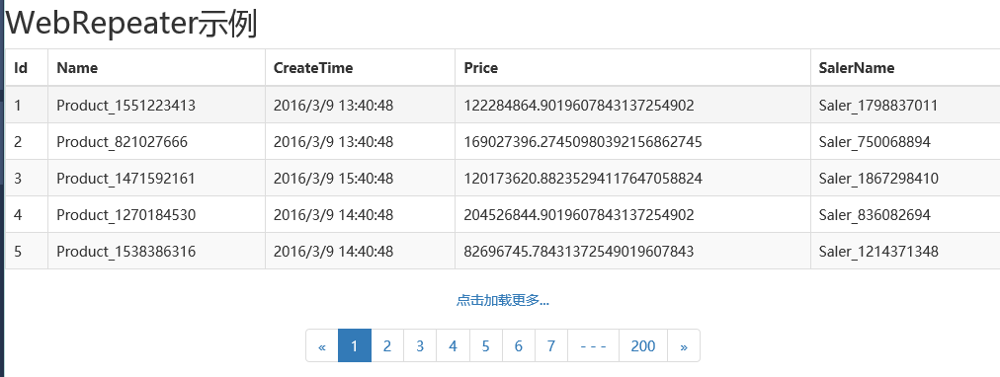 WebRepeater示例
Id Name CreateTime Price SalerName
1 Product_1551223413 2016/3/9 13:40:48 122284864.9019607843137254902 Saler_1798837011
2 Product_821027666 2016/3/9 13:40:48 169027396.27450980392156862745 Saler_750068894
3 Product_1471592161 2016/3/9 15:40:48 120173620.88235294117647058824 Saler_1867298410
4 Product_1270184530 2016/3/9 14:40:48 204526844.9019607843137254902 Saler_836082694
5 Product_1538386316 2016/3/9 14:40:48 82696745.78431372549019607843 Saler_1214371348
点击加载更多...
« 1 2 3 4 5 6 7 - - - 200 »